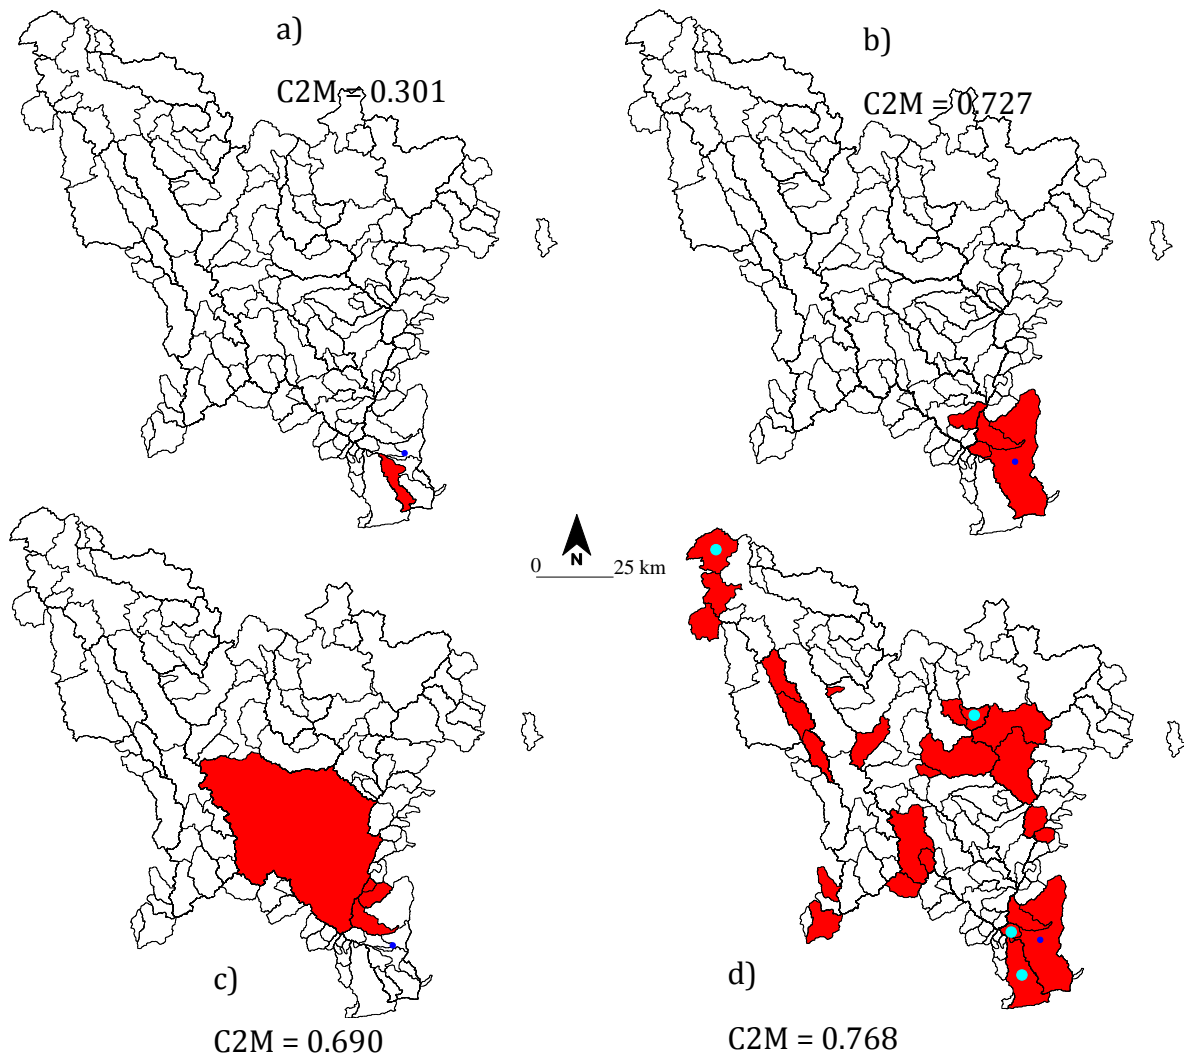 a)
C2M = 0.301
b)
C2M = 0.727
N
0 25 km
c)
C2M = 0.690
d)
C2M = 0.768